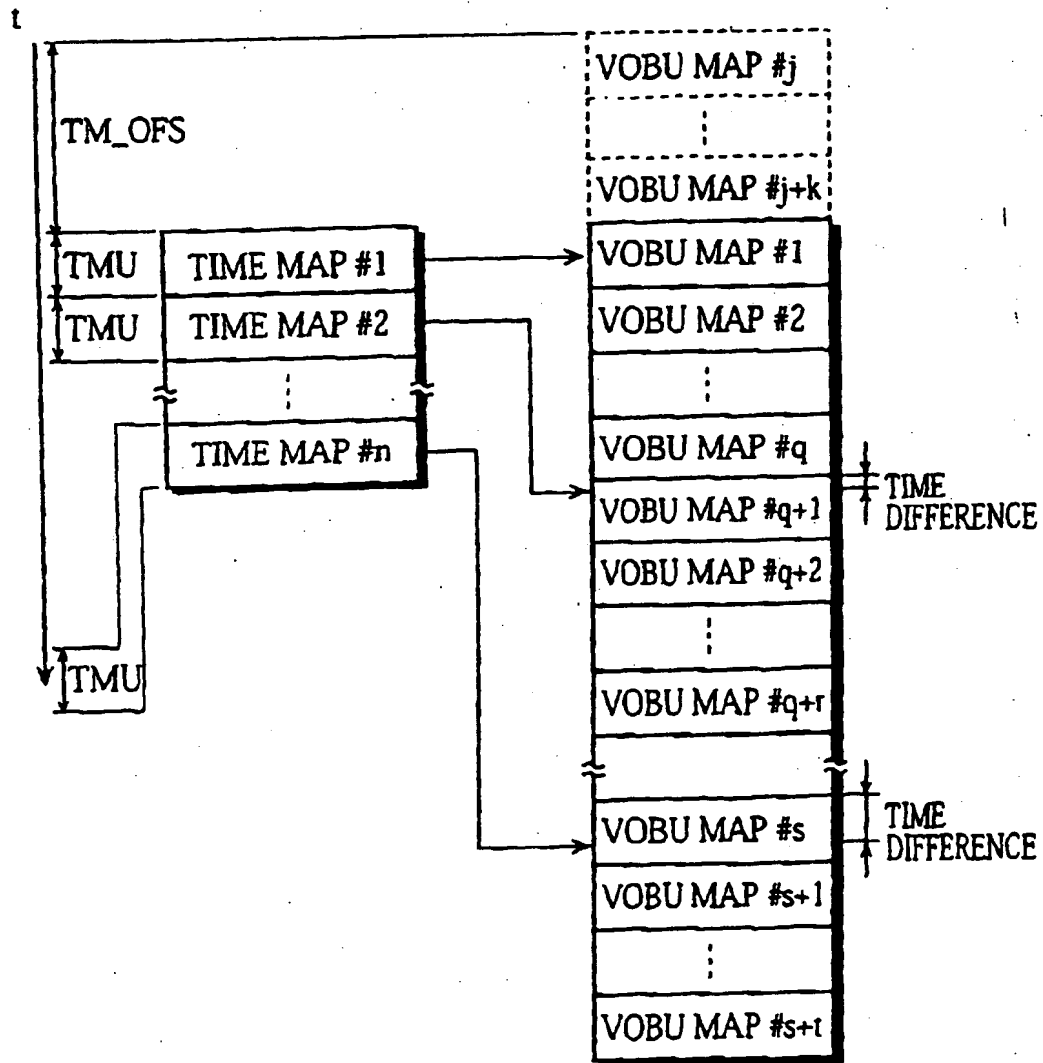 t
VOBU MAP #j
TM_OFS
VOBU MAP #j+k
TMU
TIME MAP #1
VOBU MAP #1
TMU
TIME MAP #2
VOBU MAP #2
TIME MAP #n
VOBU MAP #q
TIME
DIFFERENCE
VOBU MAP #q+1
VOBU MAP #q+2
TMU
VOBU MAP #q+r
VOBU MAP #s
TIME
DIFFERENCE
VOBU MAP #s+1
VOBU MAP #s+t